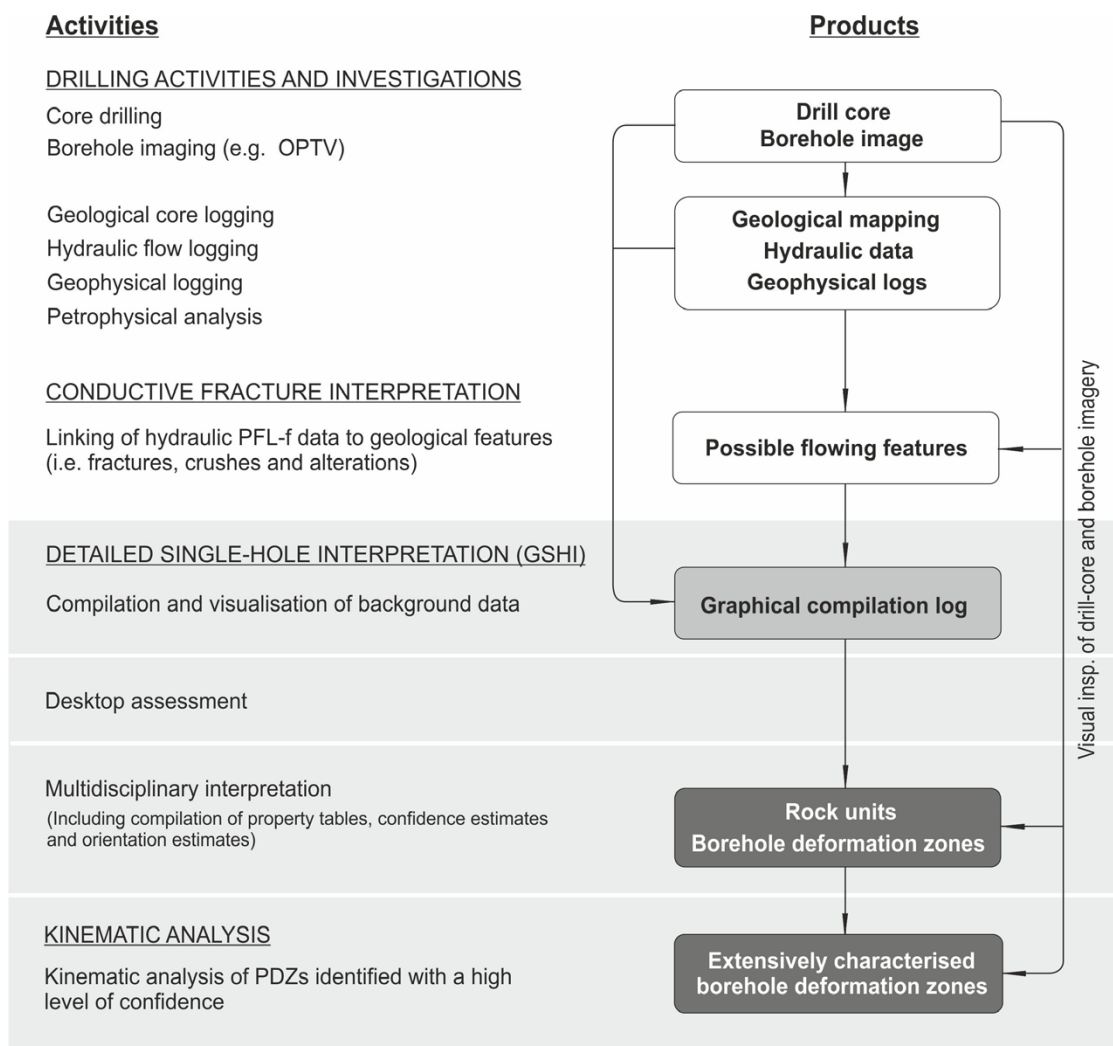 Activities
Products
DRILLING ACTIVITIES AND INVESTIGATIONS
Core drilling
Borehole imaging (e.g. OPTV)
Drill core
Borehole image
Geological core logging
Hydraulic flow logging
Geophysical logging
Petrophysical analysis
Geological mapping
Hydraulic data
Geophysical logs
CONDUCTIVE FRACTURE INTERPRETATION
Linking of hydraulic PFL-f data to geological features
(i.e. fractures, crushes and alterations)
Possible flowing features
DETAILED SINGLE-HOLE INTERPRETATION (GSHI)
Compilation and visualisation of background data
Graphical compilation log
Desktop assessment
Multidisciplinary interpretation
(Including compilation of property tables, confidence estimates
and orientation estimates)
Rock units
Borehole deformation zones
KINEMATIC ANALYSIS
Kinematic analysis of PDZs identified with a high
level of confidence
Extensively characterised
borehole deformation zones
Visual insp. of drill-core and borehole imagery